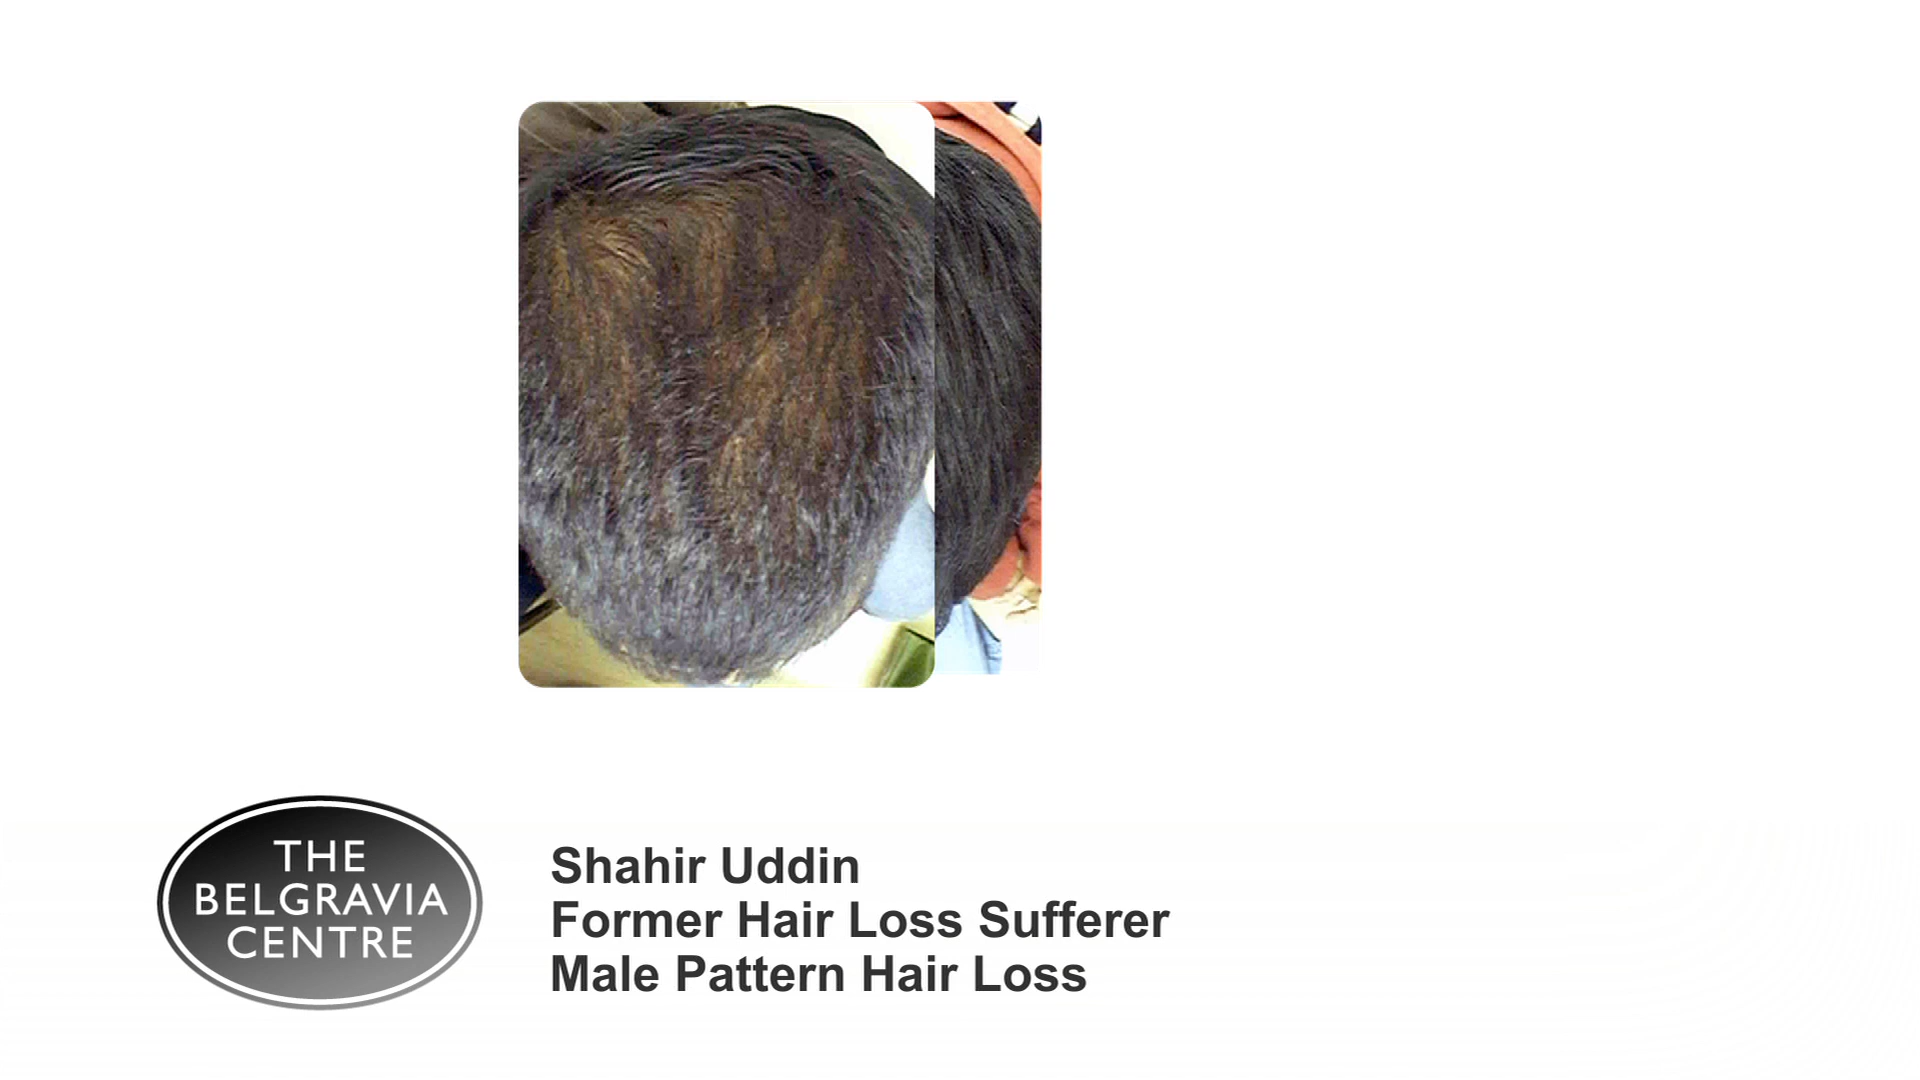 THE
BELGRAVIA
CENTRE
Shahir Uddin
Former Hair Loss Sufferer
Male Pattern Hair Loss